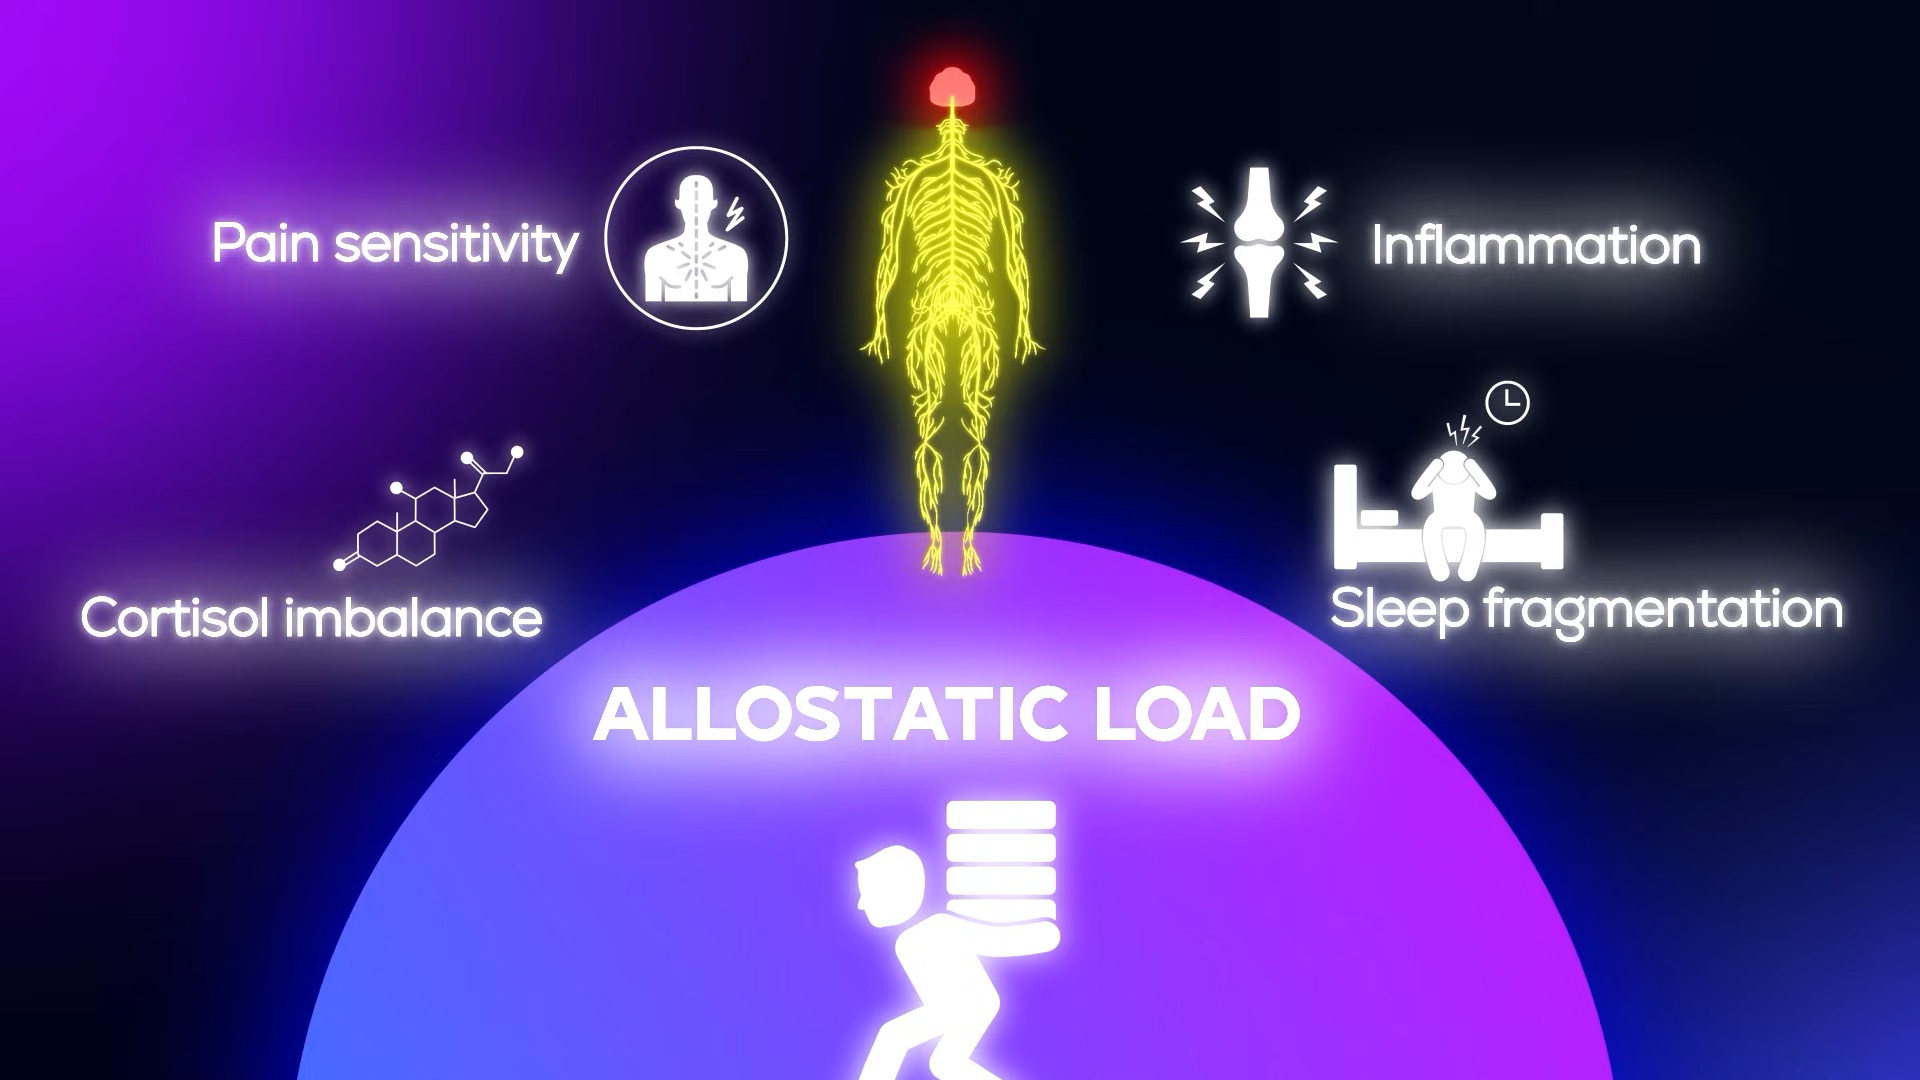 Pain sensitivity
Inflammation
Cortisol imbalance
Sleep fragmentation
ALLOSTATIC LOAD